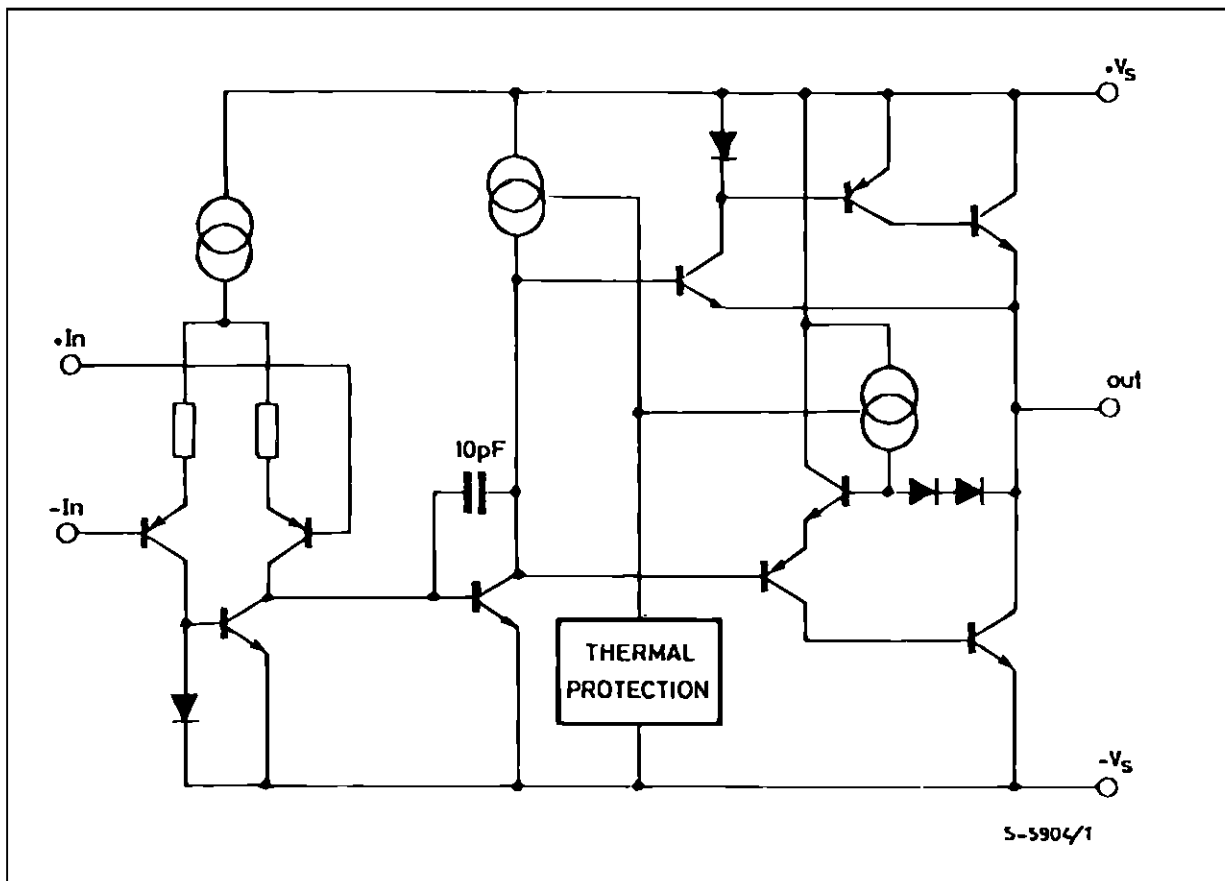 +Vs
+In
out
10pF
-In
THERMAL
PROTECTION
-Vs
S-5904/1